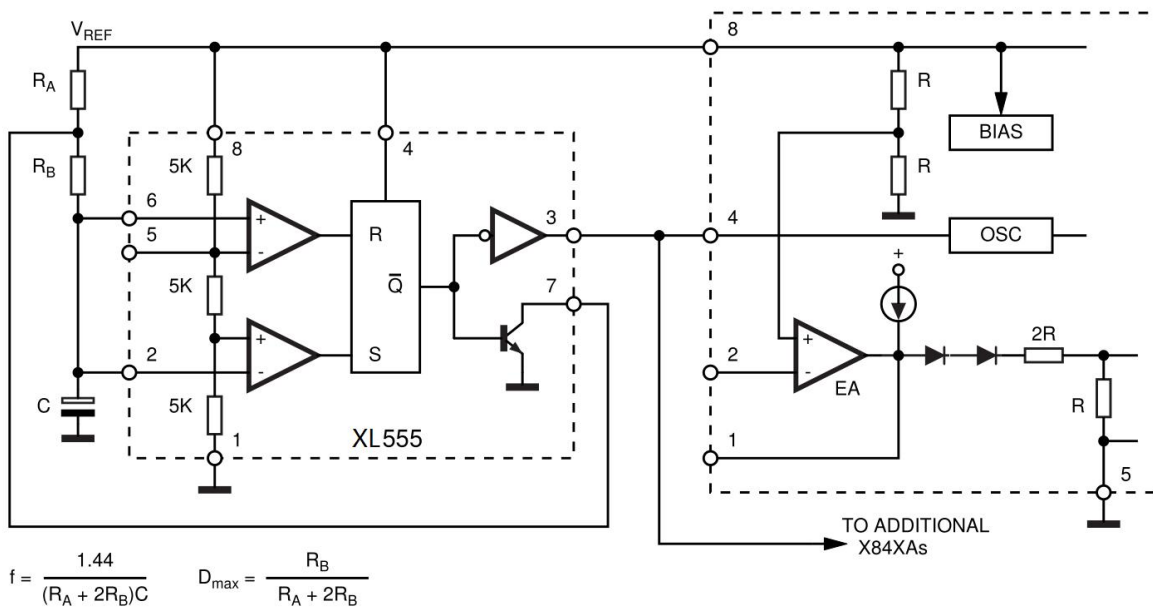 V_REF
8
R_A
R
8
4
BIAS
5K
R_B
R
6
+
R
3
4
OSC
5
-
Q̅
+
5K
7
2R
+
+
2
S
2
-
-
EA
C
5K
R
1
XL555
1
5
TO ADDITIONAL
X84XAs
f = 1.44 / (R_A + 2R_B)C
D_max = R_B / R_A + 2R_B